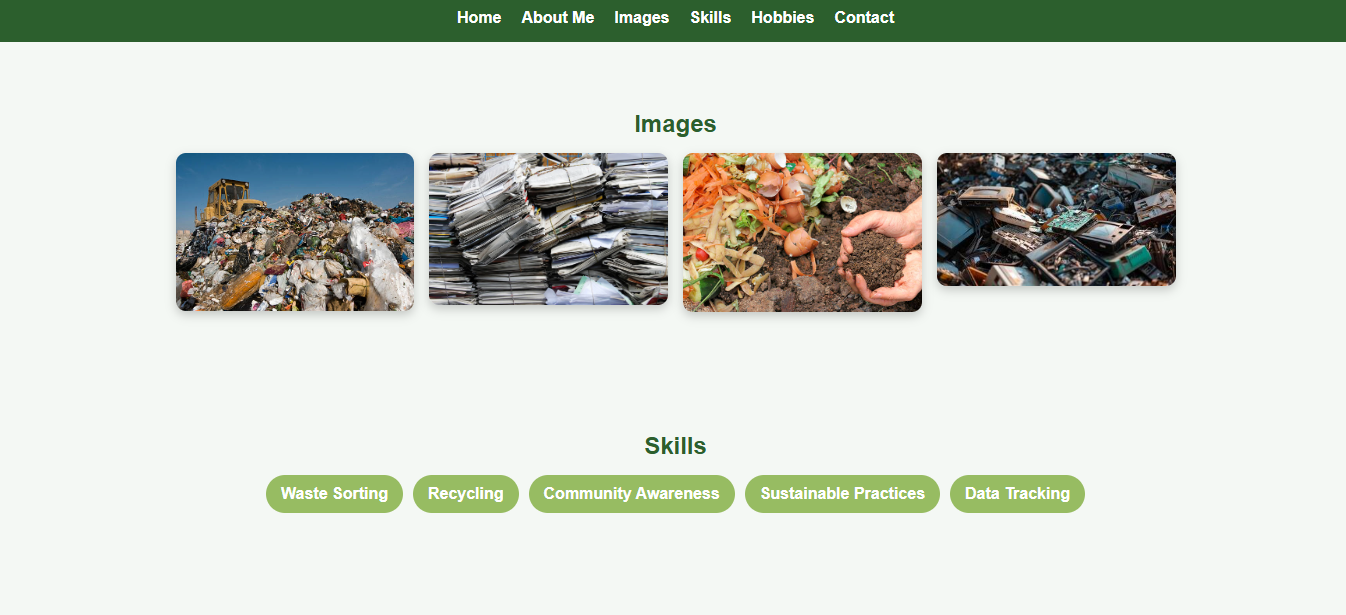 Home About Me Images Skills Hobbies Contact
Images
Skills
Waste Sorting Recycling Community Awareness Sustainable Practices Data Tracking